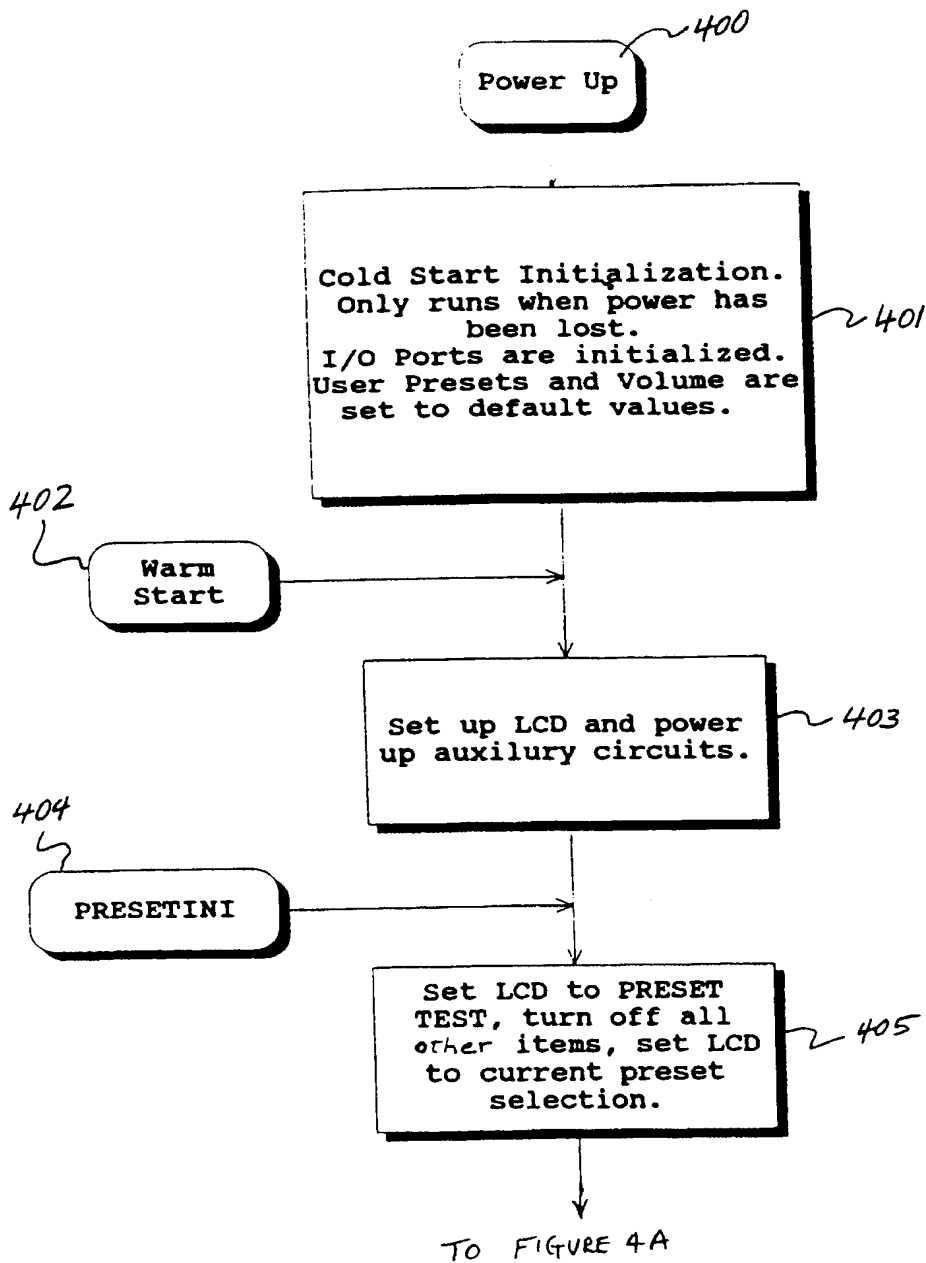 400
Power Up
Cold Start Initialization.
Only runs when power has
been lost.
I/O Ports are initialized.
User Presets and Volume are
set to default values.
401
402
Warm
Start
Set up LCD and power
up auxilury circuits.
403
404
PRESETINI
Set LCD to PRESET
TEST, turn off all
other items, set LCD
to current preset
selection.
405
TO FIGURE 4A